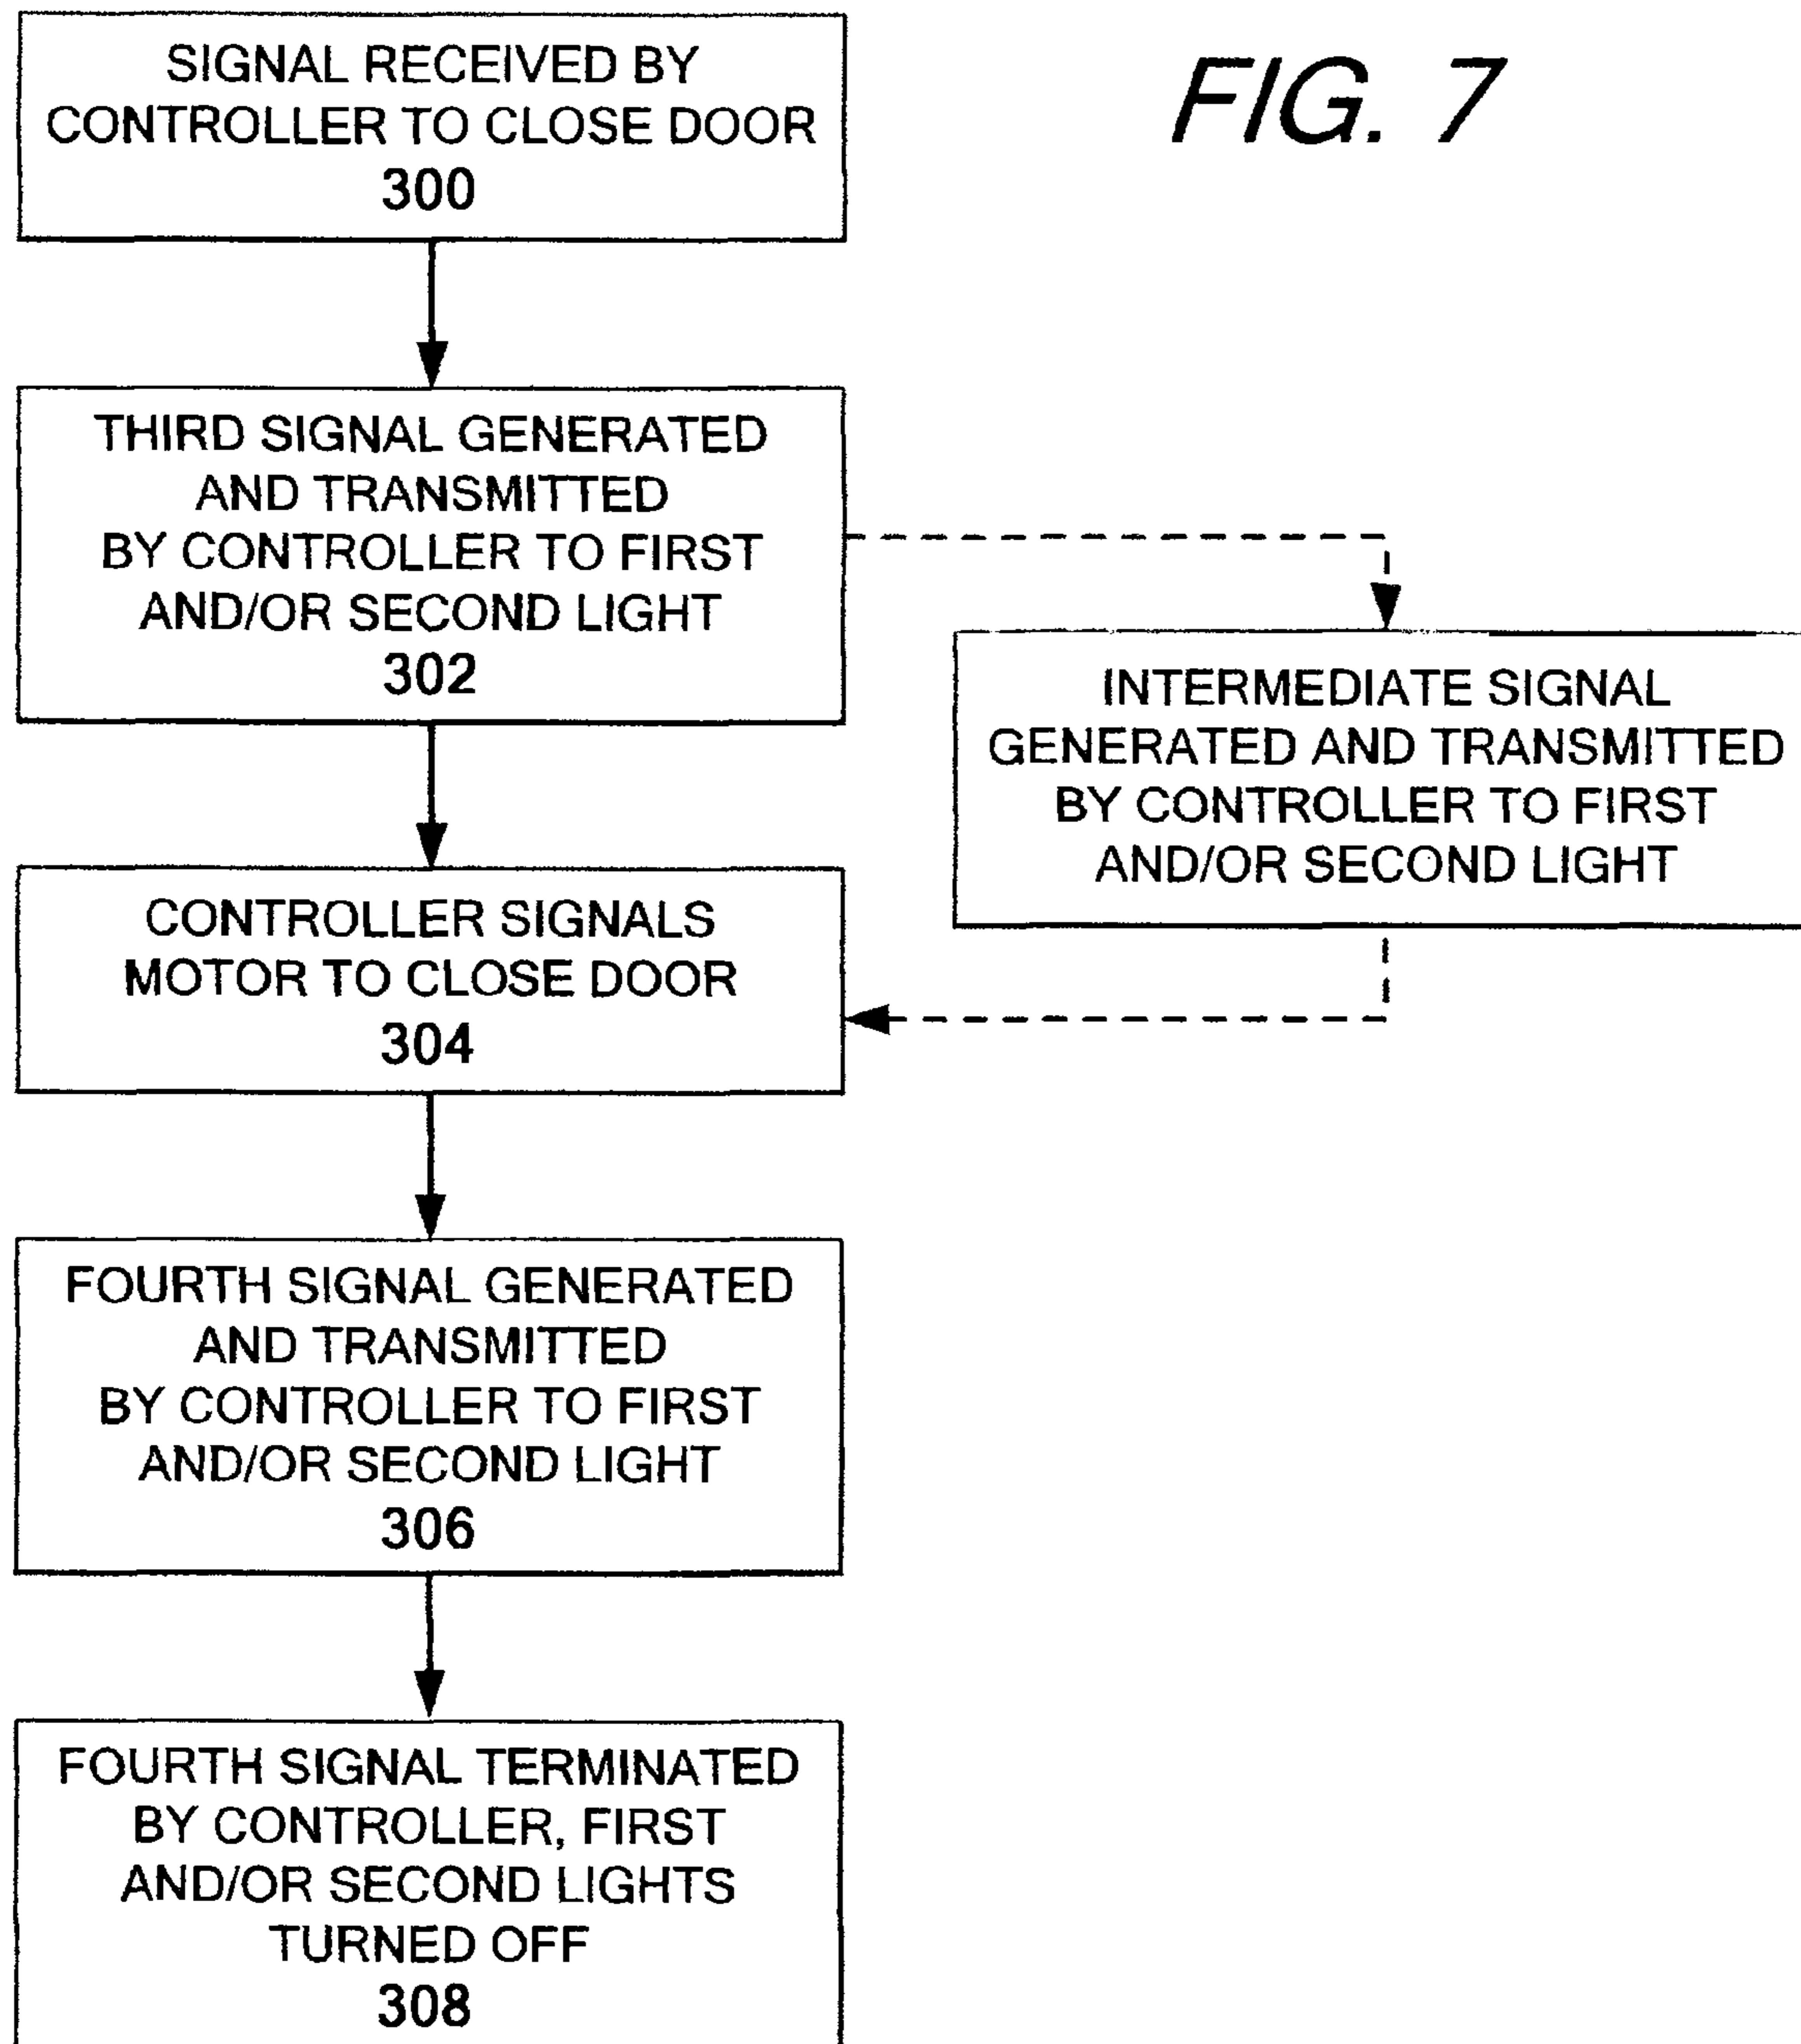 FIG. 7
SIGNAL RECEIVED BY
CONTROLLER TO CLOSE DOOR
300
THIRD SIGNAL GENERATED
AND TRANSMITTED
BY CONTROLLER TO FIRST
AND/OR SECOND LIGHT
302
INTERMEDIATE SIGNAL
GENERATED AND TRANSMITTED
BY CONTROLLER TO FIRST
AND/OR SECOND LIGHT
CONTROLLER SIGNALS
MOTOR TO CLOSE DOOR
304
FOURTH SIGNAL GENERATED
AND TRANSMITTED
BY CONTROLLER TO FIRST
AND/OR SECOND LIGHT
306
FOURTH SIGNAL TERMINATED
BY CONTROLLER, FIRST
AND/OR SECOND LIGHTS
TURNED OFF
308